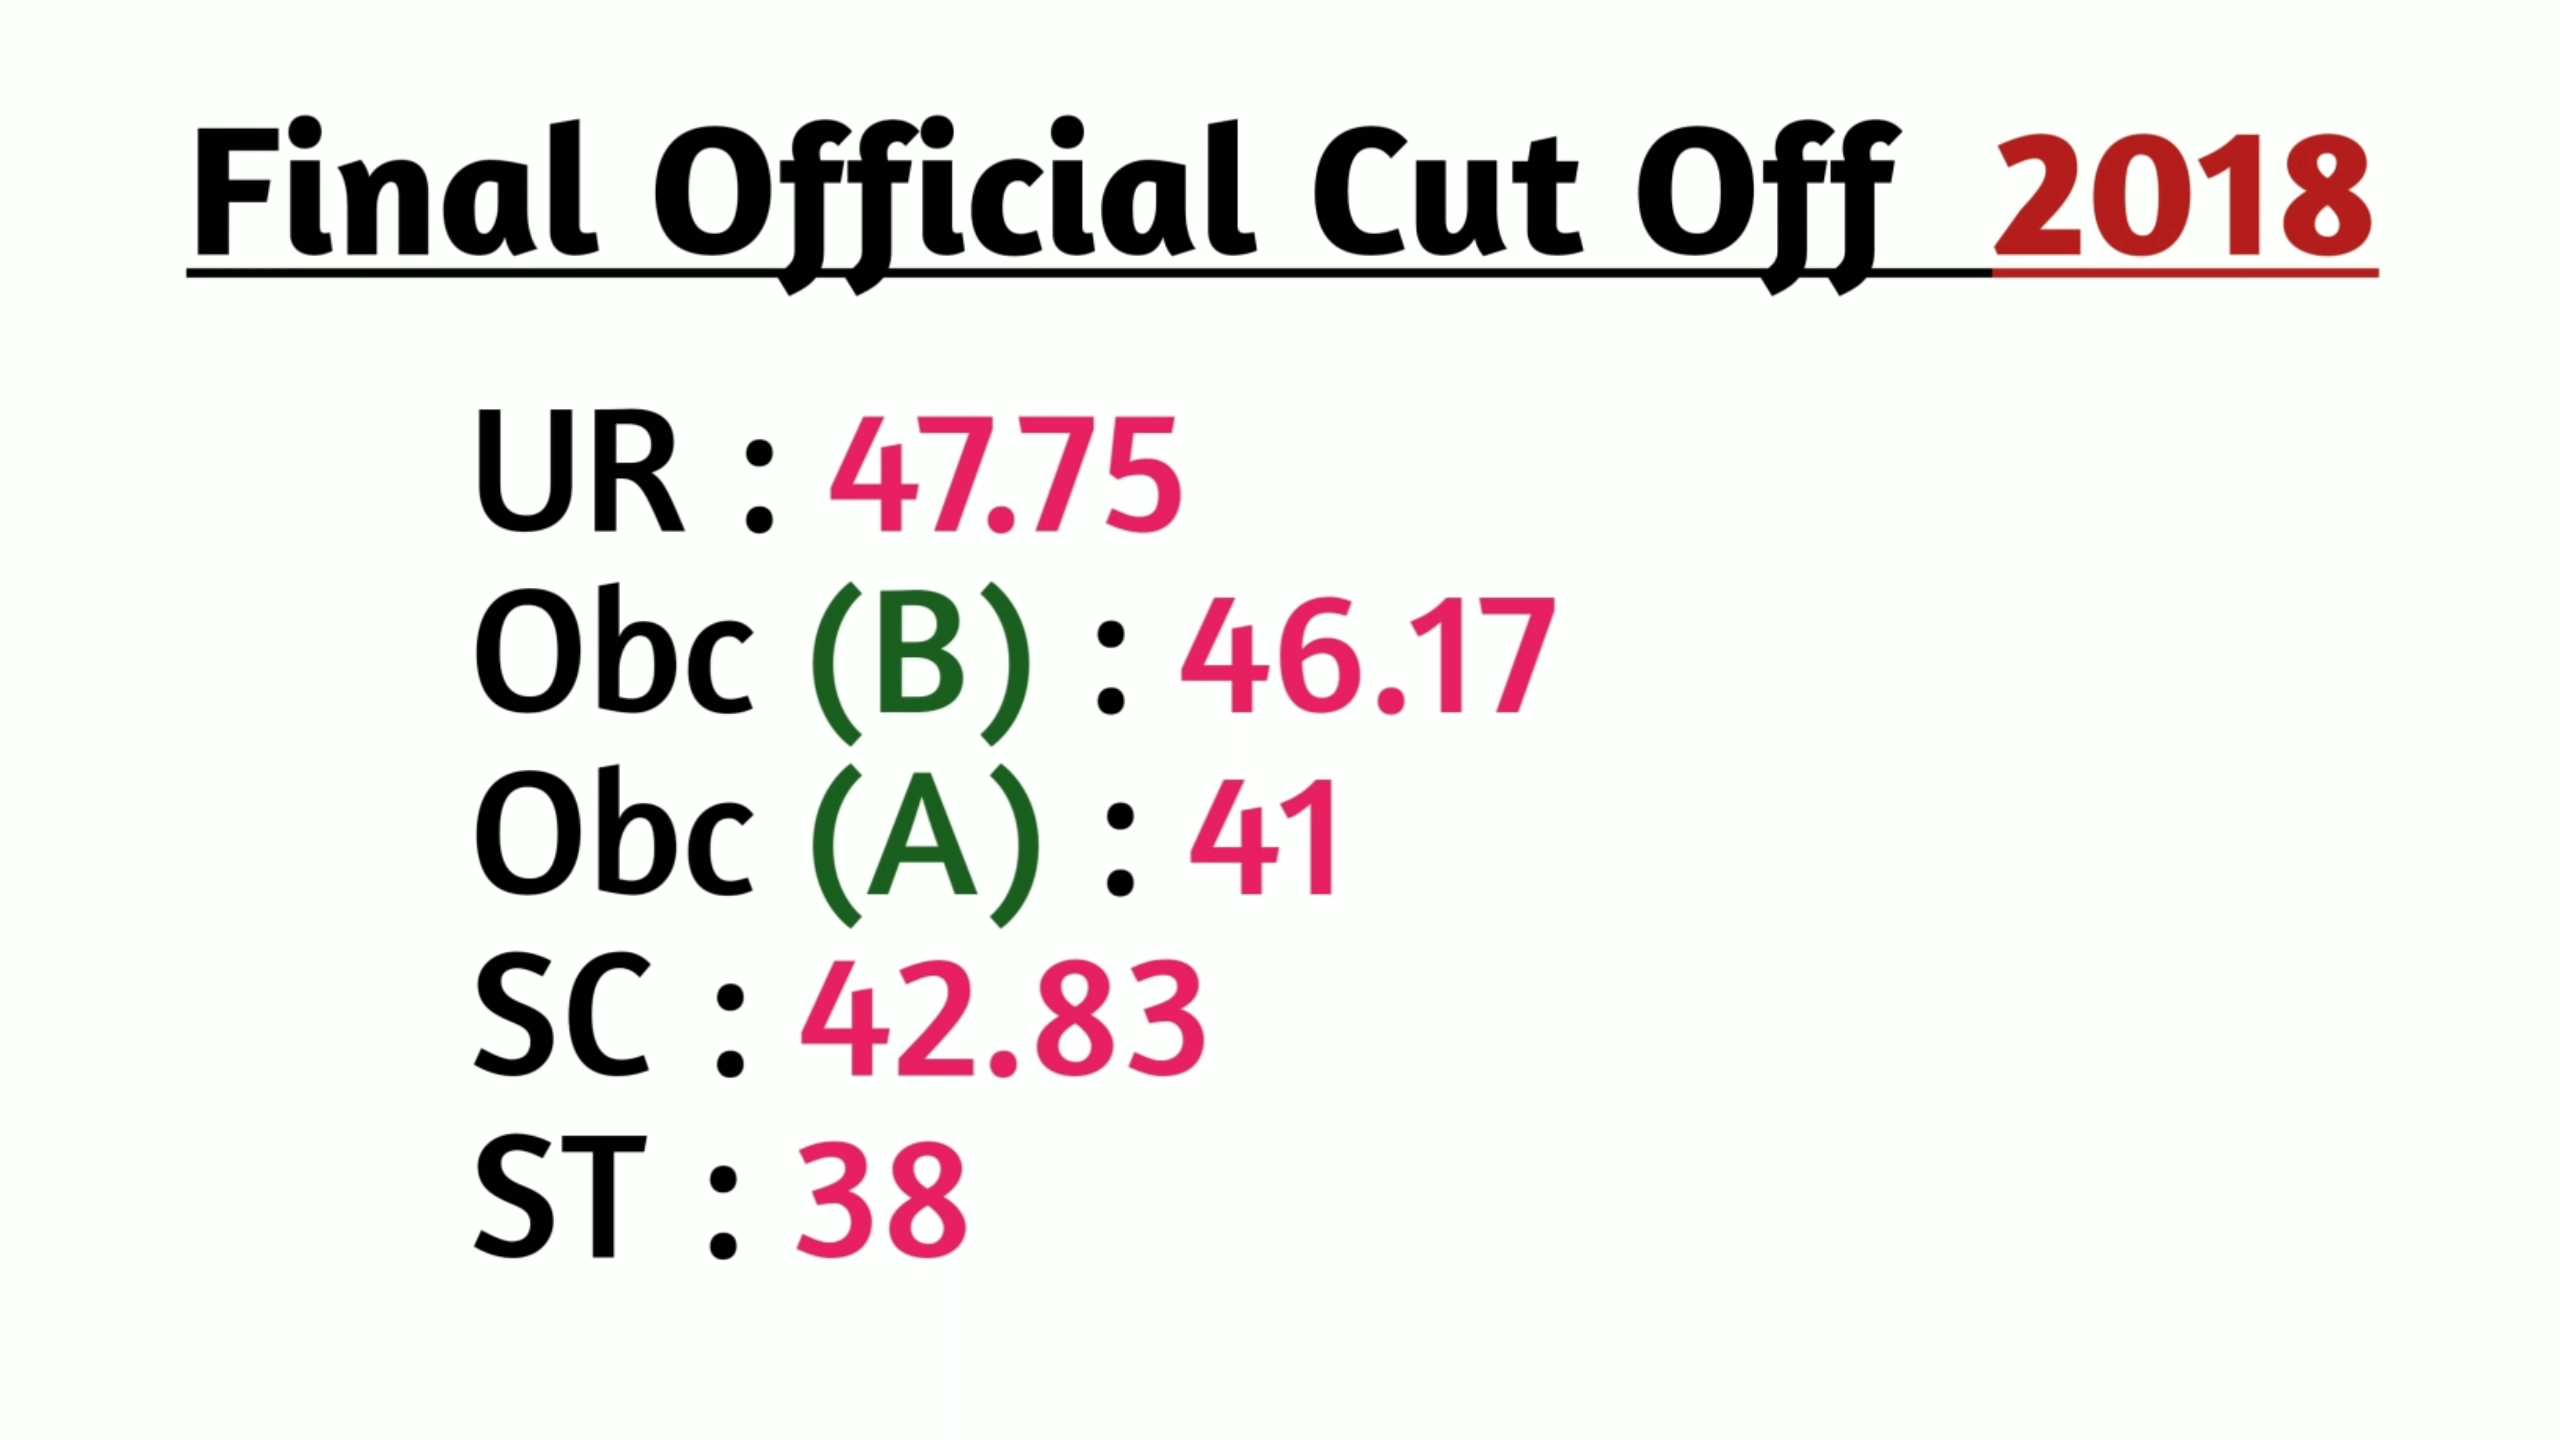 Final Official Cut Off 2018
UR : 47.75
Obc (B) : 46.17
Obc (A) : 41
SC : 42.83
ST : 38